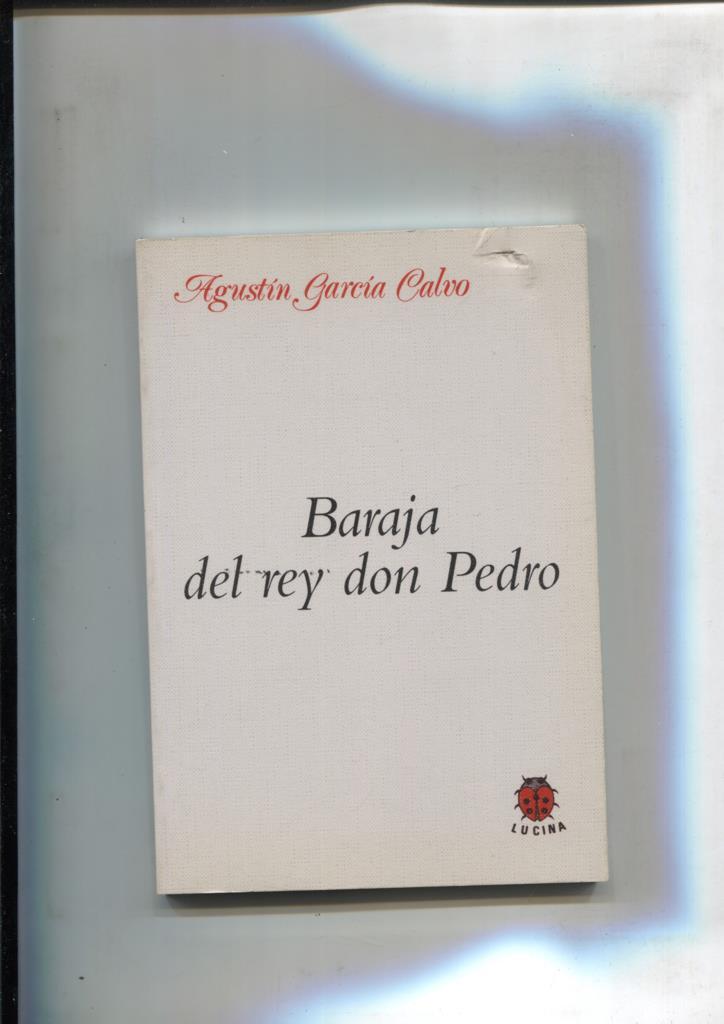 Agustín García Calvo
Baraja
del rey don Pedro
LUCINA